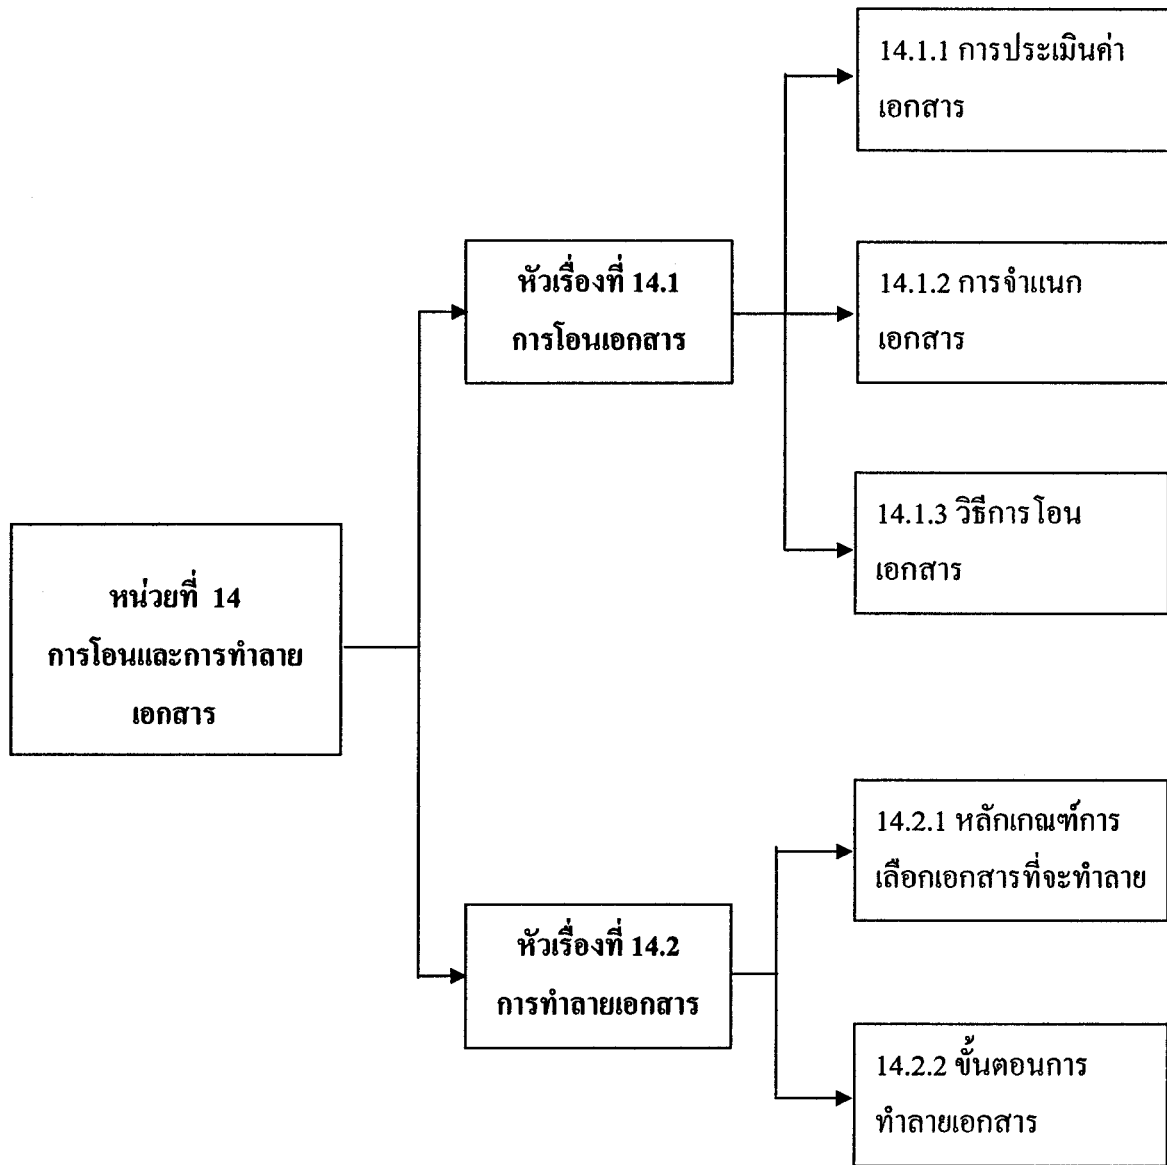 หน่วยที่ 14
การโอนและการทำลาย
เอกสาร
หัวเรื่องที่ 14.1
การโอนเอกสาร
14.1.1 การประเมินค่า
เอกสาร
14.1.2 การจำแนก
เอกสาร
14.1.3 วิธีการโอน
เอกสาร
หัวเรื่องที่ 14.2
การทำลายเอกสาร
14.2.1 หลักเกณฑ์การ
เลือกเอกสารที่จะทำลาย
14.2.2 ขั้นตอนการ
ทำลายเอกสาร